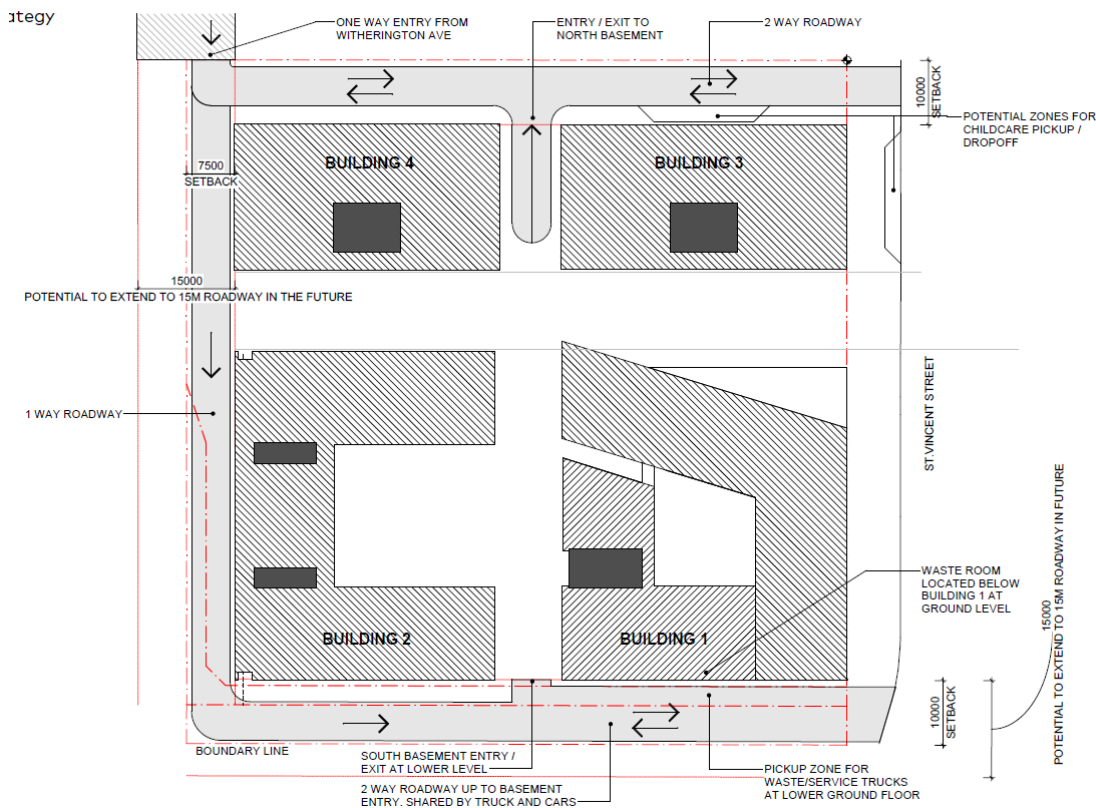 ategy
ONE WAY ENTRY FROM
WITHERINGTON AVE
ENTRY / EXIT TO
NORTH BASEMENT
2 WAY ROADWAY
10000
SETBACK
POTENTIAL ZONES FOR
CHILDCARE PICKUP /
DROPOFF
BUILDING 4
BUILDING 3
7500
SETBACK
15000
POTENTIAL TO EXTEND TO 15M ROADWAY IN THE FUTURE
1 WAY ROADWAY
ST.VINCENT STREET
WASTE ROOM
LOCATED BELOW
BUILDING 1 AT
GROUND LEVEL
BUILDING 2
BUILDING 1
10000
SETBACK
15000
POTENTIAL TO EXTEND TO 15M ROADWAY IN FUTURE
BOUNDARY LINE
SOUTH BASEMENT ENTRY /
EXIT AT LOWER LEVEL
2 WAY ROADWAY UP TO BASEMENT
ENTRY, SHARED BY TRUCK AND CARS
PICKUP ZONE FOR
WASTE/SERVICE TRUCKS
AT LOWER GROUND FLOOR